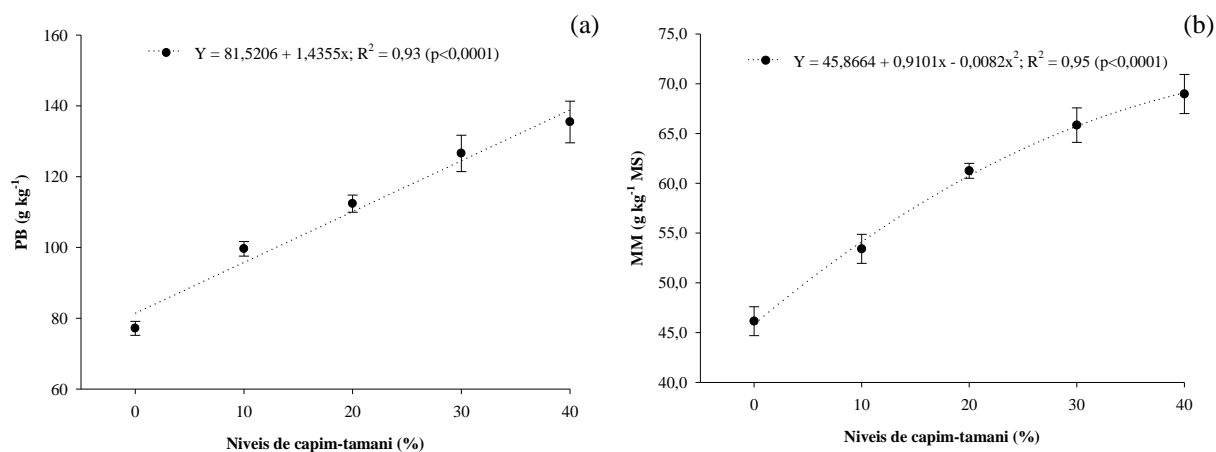 (a)
Y = 81,5206 + 1,4355x; R² = 0,93 (p<0,0001)
160
140
120
100
80
60
PB (g kg⁻¹)
0 10 20 30 40
Niveis de capim-tamani (%)
(b)
Y = 45,8664 + 0,9101x - 0,0082x²; R² = 0,95 (p<0,0001)
75,0
70,0
65,0
60,0
55,0
50,0
45,0
40,0
MM (g kg⁻¹ MS)
0 10 20 30 40
Niveis de capim-tamani (%)